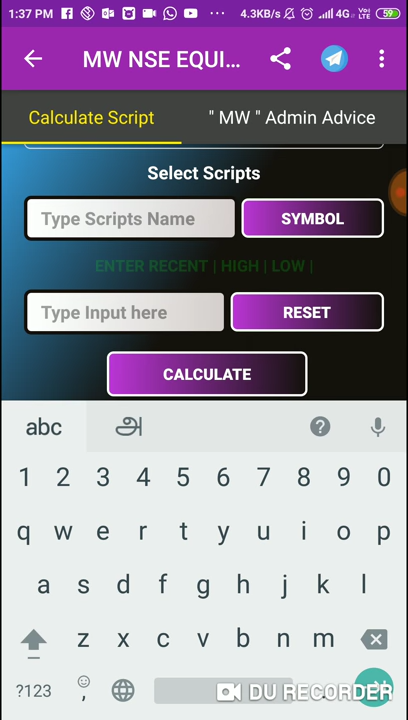 1:37 PM ... 4.3KB/s 4G VoLTE 59
MW NSE EQUI...
Calculate Script " MW " Admin Advice
Select Scripts
Type Scripts Name SYMBOL
ENTER RECENT | HIGH | LOW |
Type Input here RESET
CALCULATE
abc அ
1 2 3 4 5 6 7 8 9 0
q w e r t y u i o p
a s d f g h j k l
z x c v b n m
?123 , DU RECORDER